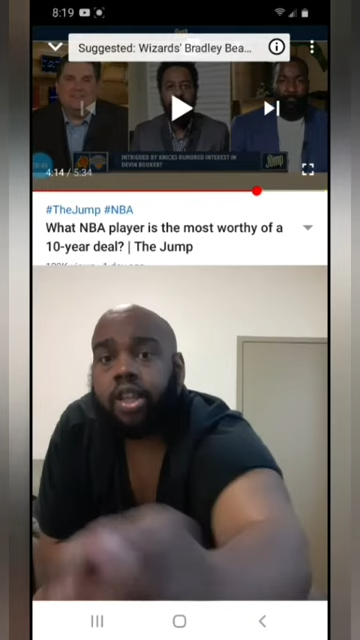 8:19
Suggested: Wizards' Bradley Bea...
INTRIGUED BY KNICKS RUMORED INTEREST IN
DEVIN BOOKER?
Jump
4:14 / 5:34
#TheJump #NBA
What NBA player is the most worthy of a
10-year deal? | The Jump